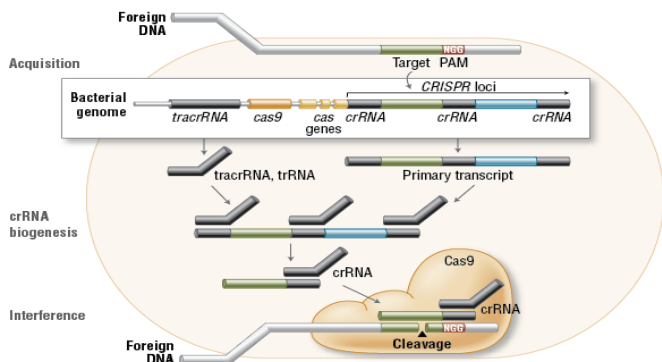 Foreign
DNA
NGG
Acquisition
Target PAM
CRISPR loci
Bacterial
genome
tracrRNA cas9 cas
genes
crRNA crRNA crRNA
tracrRNA, trRNA
Primary transcript
crRNA
biogenesis
Cas9
crRNA
crRNA
Interference
NGG
Cleavage
Foreign
DNA